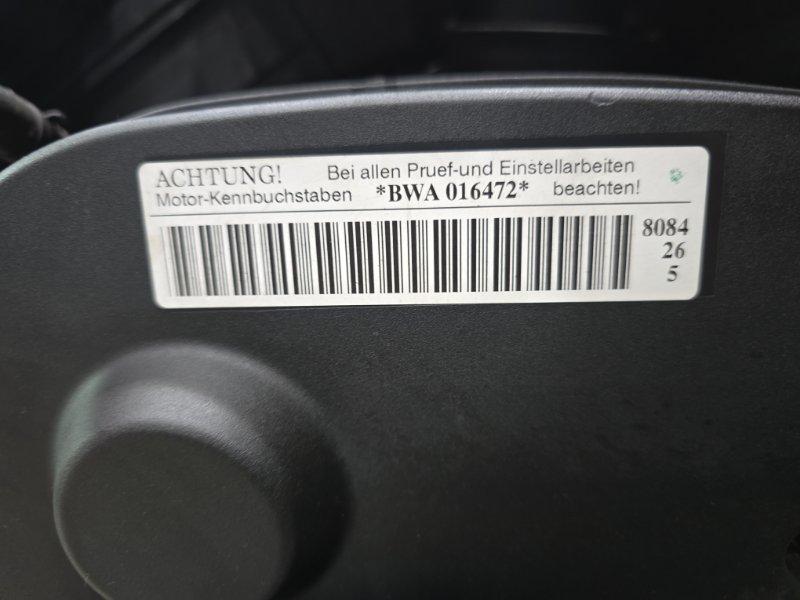 ACHTUNG! Bei allen Pruef-und Einstellarbeiten
Motor-Kennbuchstaben *BWA 016472* beachten!
8084
26
5